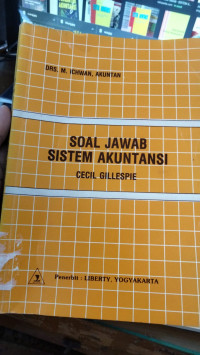 DRS. M. ICHWAN, AKUNTAN
SOAL JAWAB
SISTEM AKUNTANSI
CECIL GILLESPIE
Penerbit : LIBERTY, YOGYAKARTA